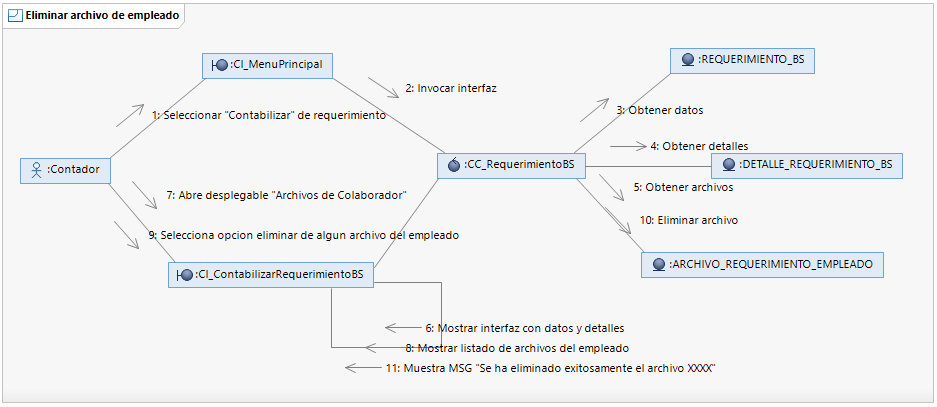 Eliminar archivo de empleado
:CI_MenuPrincipal
:REQUERIMIENTO_BS
2: Invocar interfaz
3: Obtener datos
1: Seleccionar "Contabilizar" de requerimiento
4: Obtener detalles
:Contador
:CC_RequerimientoBS
:DETALLE_REQUERIMIENTO_BS
7: Abre desplegable "Archivos de Colaborador"
5: Obtener archivos
10: Eliminar archivo
9: Selecciona opcion eliminar de algun archivo del empleado
:CI_ContabilizarRequerimientoBS
:ARCHIVO_REQUERIMIENTO_EMPLEADO
6: Mostrar interfaz con datos y detalles
8: Mostrar listado de archivos del empleado
11: Muestra MSG "Se ha eliminado exitosamente el archivo XXXX"